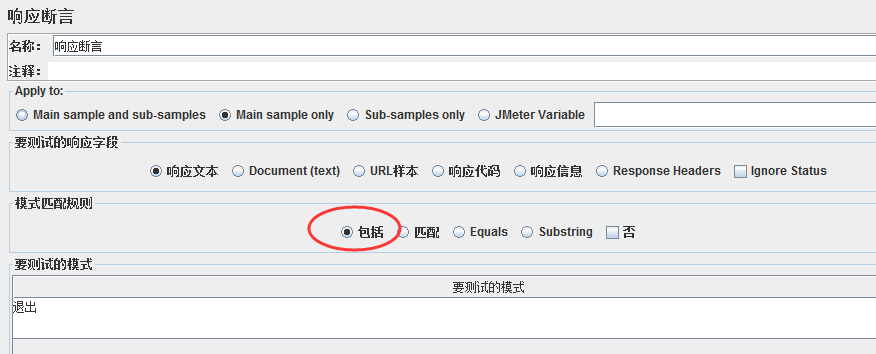 响应断言
名称： 响应断言
注释：
Apply to:
Main sample and sub-samples Main sample only Sub-samples only JMeter Variable
要测试的响应字段
响应文本 Document (text) URL样本 响应代码 响应信息 Response Headers Ignore Status
模式匹配规则
包括 匹配 Equals Substring 否
要测试的模式
要测试的模式
退出